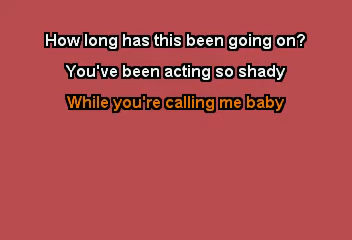 How long has this been going on?
You've been acting so shady
While you're calling me baby